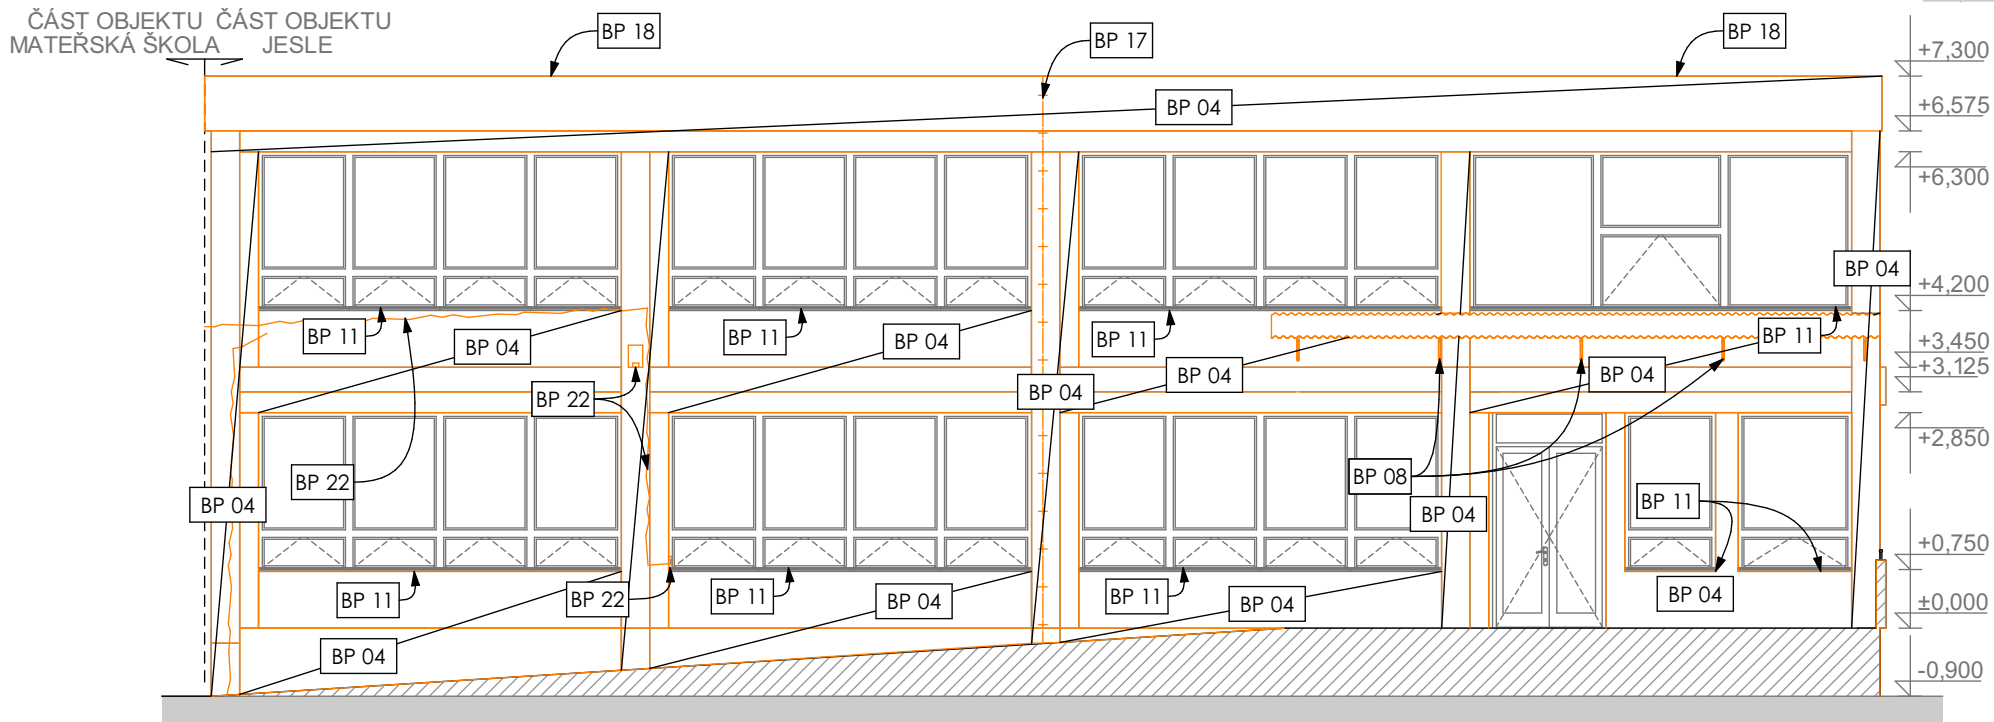 ČÁST OBJEKTU ČÁST OBJEKTU
MATEŘSKÁ ŠKOLA JESLE
BP 18
BP 17
BP 18
+7,300
BP 04
+6,575
+6,300
BP 04
+4,200
BP 11
BP 04
BP 11
BP 04
BP 11
BP 11
+3,450
BP 04
BP 04
+3,125
BP 04
BP 22
+2,850
BP 22
BP 08
BP 04
BP 11
BP 04
+0,750
BP 11
BP 22
BP 11
BP 04
BP 11
BP 04
BP 04
±0,000
BP 04
-0,900